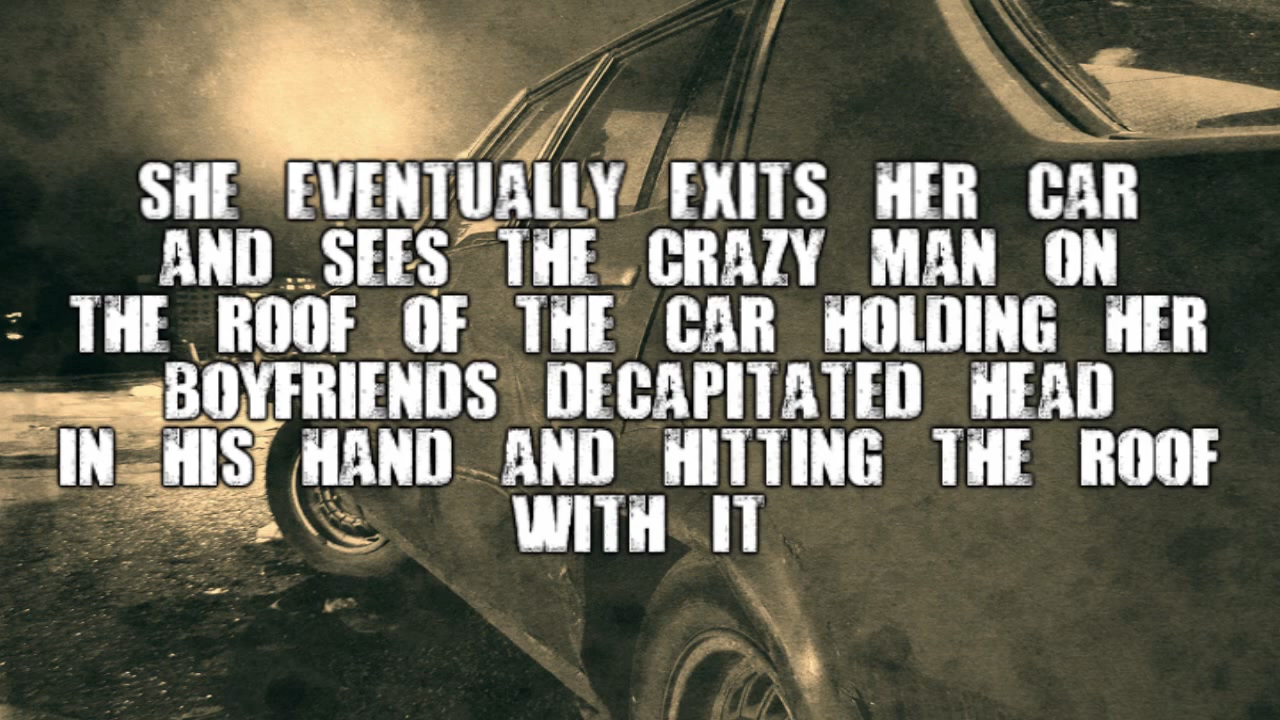 SHE EVENTUALLY EXITS HER CAR
AND SEES THE CRAZY MAN ON
THE ROOF OF THE CAR HOLDING HER
BOYFRIENDS DECAPITATED HEAD
IN HIS HAND AND HITTING THE ROOF
WITH IT